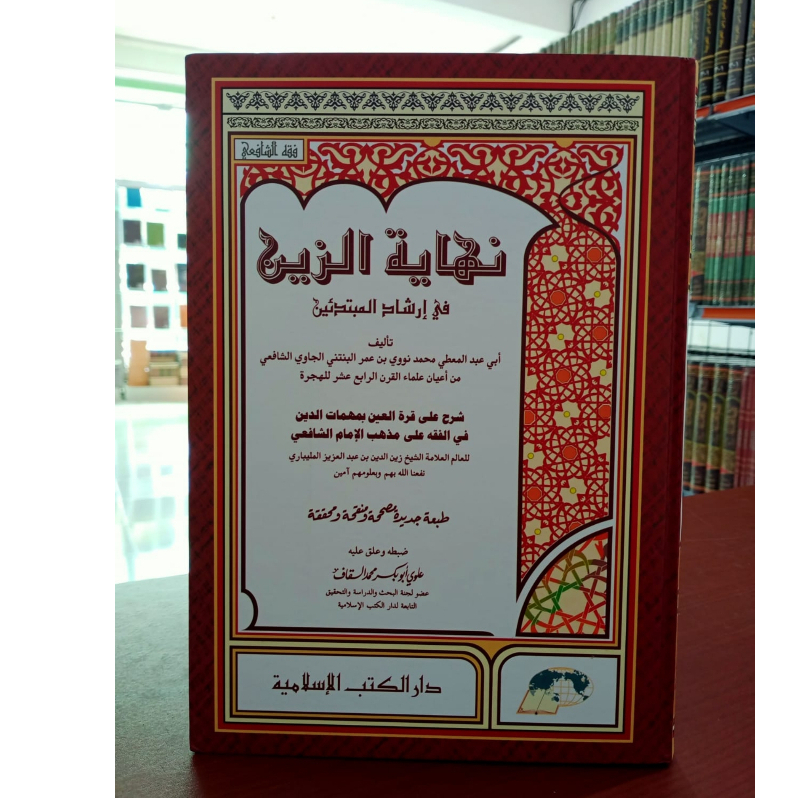 فقه الشافعي
نهاية الزين
في إرشاد المبتدئين
تأليف
أبي عبد المعطي محمد نووي بن عمر البنتني الجاوي الشافعي
من أعيان علماء القرن الرابع عشر للهجرة
شرح على قرة العين بمهمات الدين
في الفقه على مذهب الإمام الشافعي
للعالم العلامة الشيخ زين الدين بن عبد العزيز المليباري
نفعنا الله بهم وبعلومهم آمين
طبعة جديدة مصححة ومنقحة ومحققة
ضبطه وعلق عليه
علوي أبو بكر محمد السقاف
عضو لجنة البحث والدراسة والتحقيق
التابعة لدار الكتب الإسلامية
دار الكتب الإسلامية